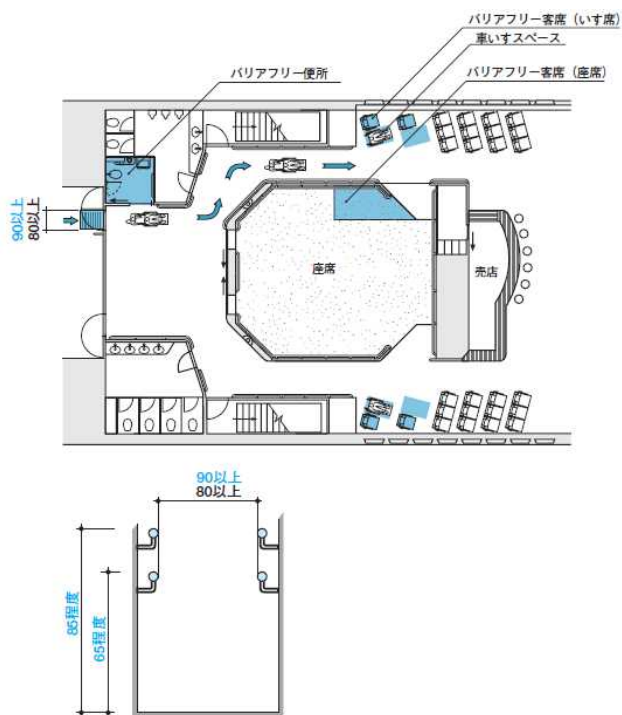 バリアフリー客席（いす席）
車いすスペース
バリアフリー客席（座席）
バリアフリー便所
90以上
80以上
座席
売店
90以上
80以上
85程度
65程度